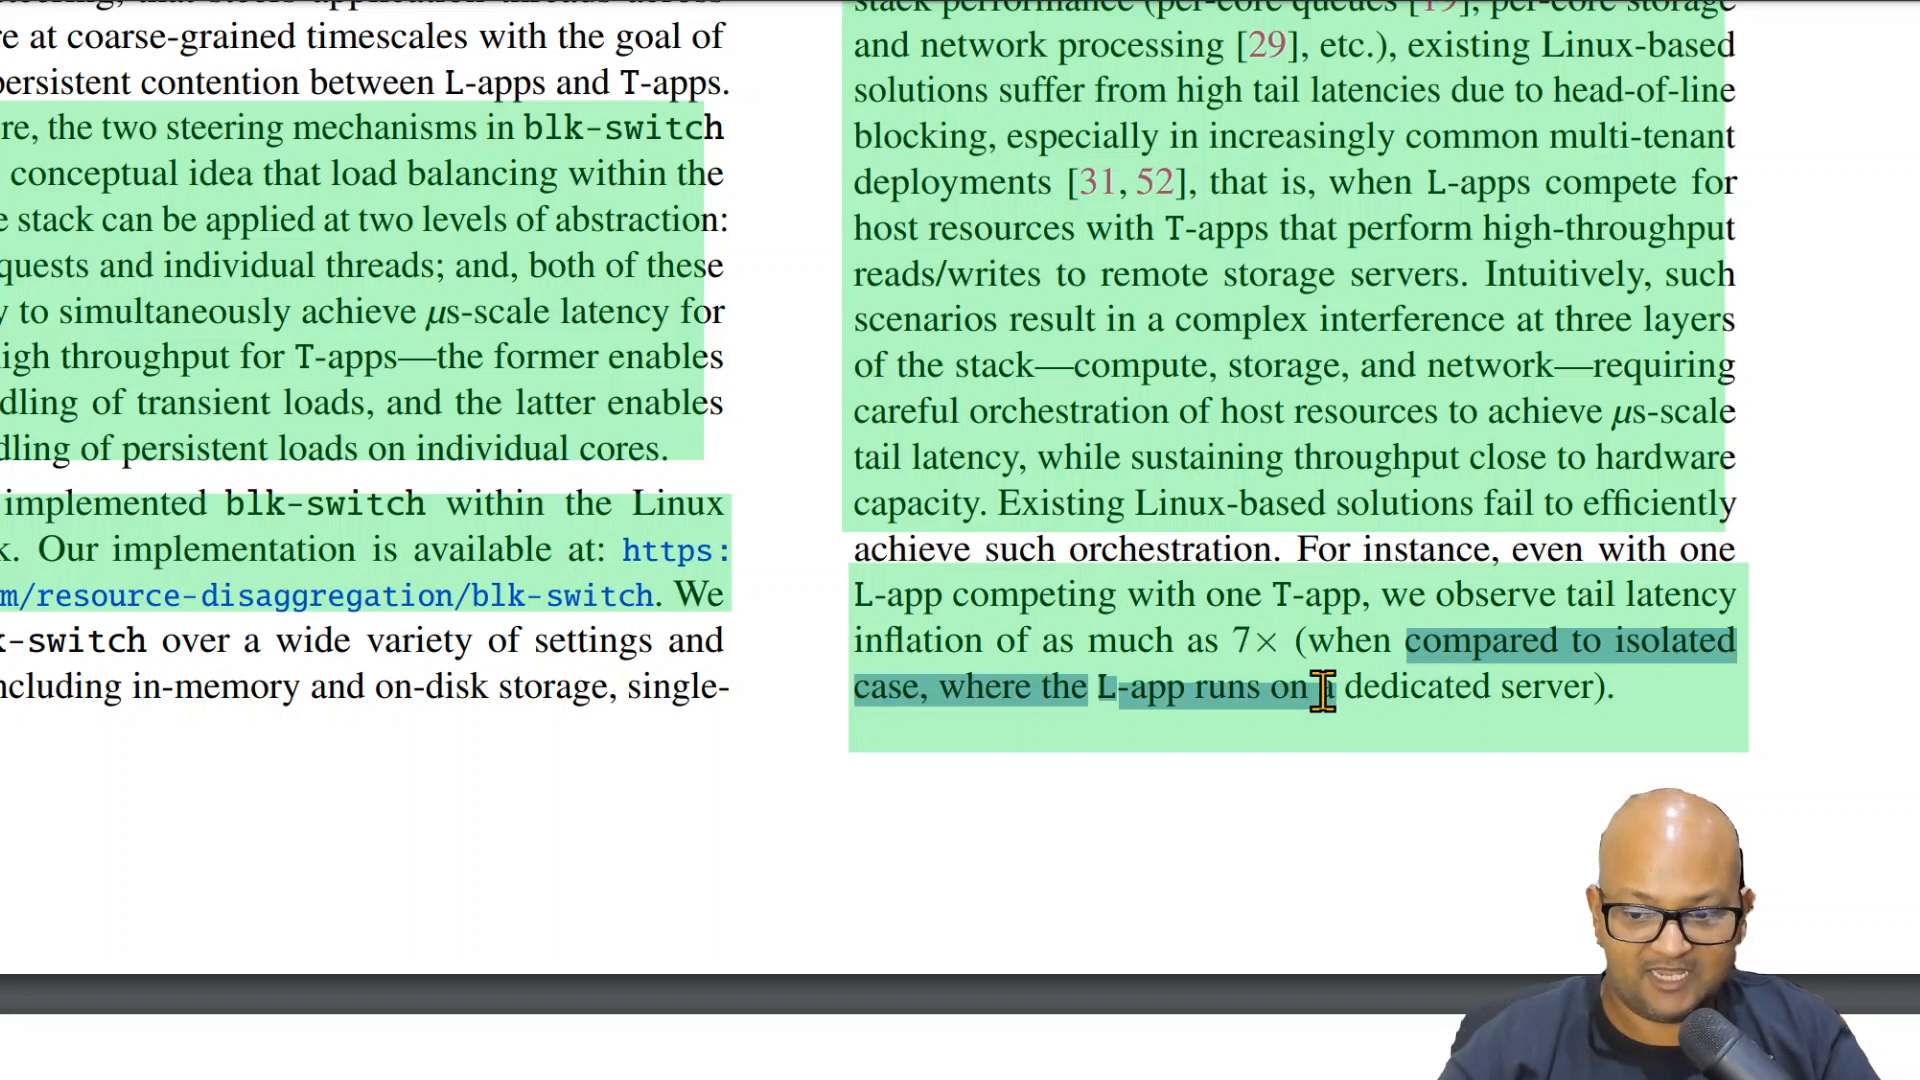 re at coarse-grained timescales with the goal of
persistent contention between L-apps and T-apps.
re, the two steering mechanisms in blk-switch
conceptual idea that load balancing within the
e stack can be applied at two levels of abstraction:
quests and individual threads; and, both of these
y to simultaneously achieve µs-scale latency for
igh throughput for T-apps—the former enables
dling of transient loads, and the latter enables
dling of persistent loads on individual cores.
implemented blk-switch within the Linux
k. Our implementation is available at: https:
m/resource-disaggregation/blk-switch. We
k-switch over a wide variety of settings and
ncluding in-memory and on-disk storage, single-
stack performance (per-core queues [19], per-core storage
and network processing [29], etc.), existing Linux-based
solutions suffer from high tail latencies due to head-of-line
blocking, especially in increasingly common multi-tenant
deployments [31, 52], that is, when L-apps compete for
host resources with T-apps that perform high-throughput
reads/writes to remote storage servers. Intuitively, such
scenarios result in a complex interference at three layers
of the stack—compute, storage, and network—requiring
careful orchestration of host resources to achieve µs-scale
tail latency, while sustaining throughput close to hardware
capacity. Existing Linux-based solutions fail to efficiently
achieve such orchestration. For instance, even with one
L-app competing with one T-app, we observe tail latency
inflation of as much as 7× (when compared to isolated
case, where the L-app runs on a dedicated server).